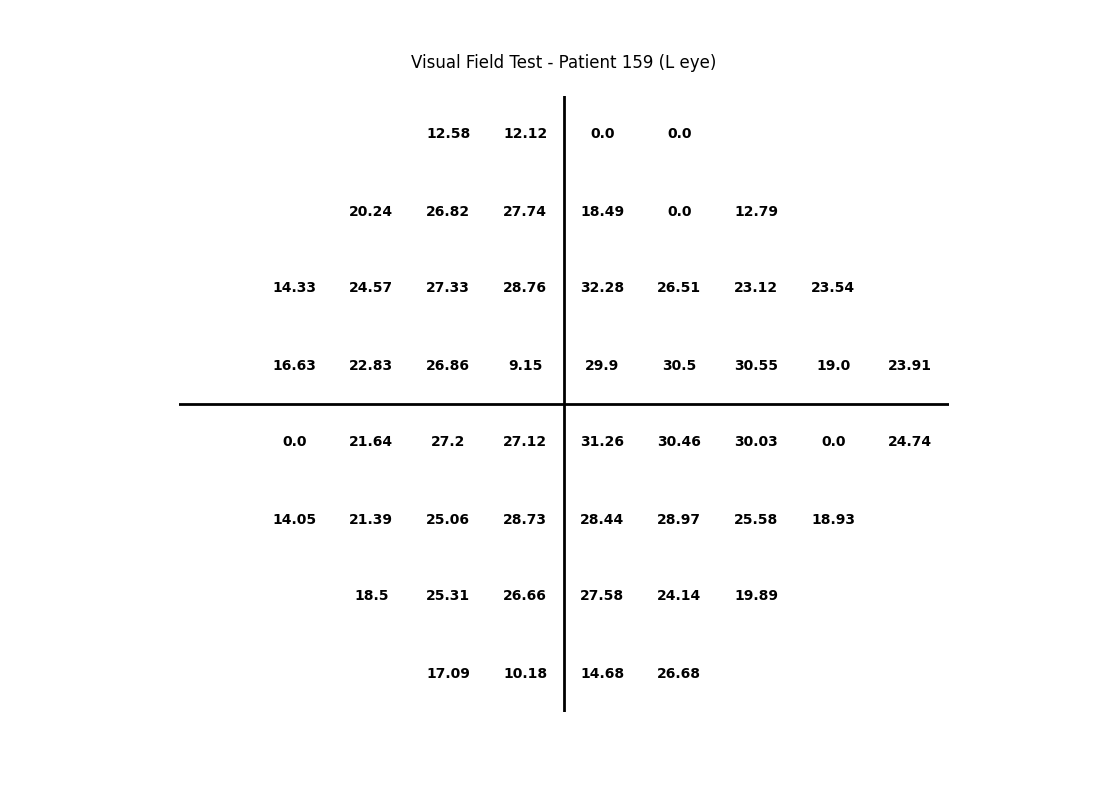 Visual Field Test - Patient 159 (L eye)
12.58 12.12 0.0 0.0
20.24 26.82 27.74 18.49 0.0 12.79
14.33 24.57 27.33 28.76 32.28 26.51 23.12 23.54
16.63 22.83 26.86 9.15 29.9 30.5 30.55 19.0 23.91
0.0 21.64 27.2 27.12 31.26 30.46 30.03 0.0 24.74
14.05 21.39 25.06 28.73 28.44 28.97 25.58 18.93
18.5 25.31 26.66 27.58 24.14 19.89
17.09 10.18 14.68 26.68